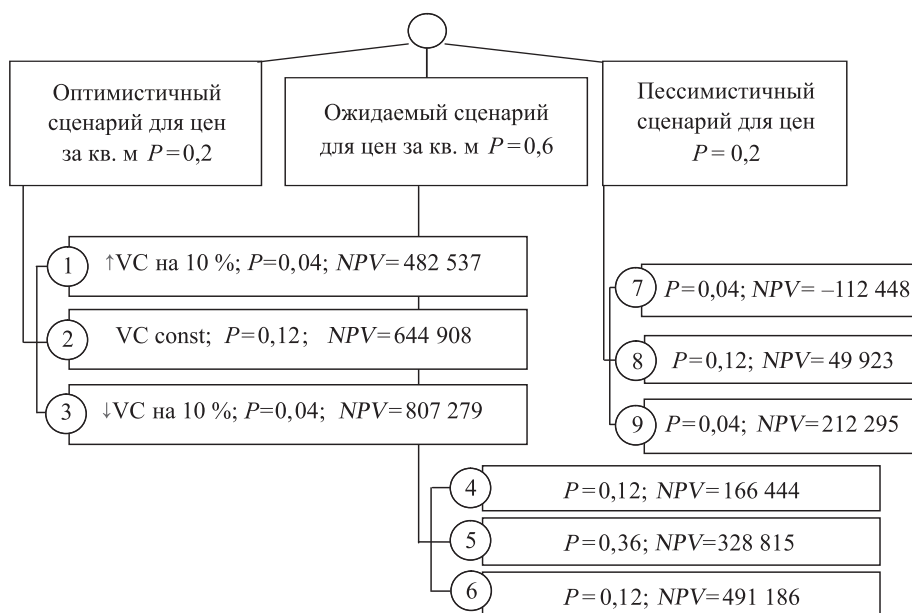 Оптимистичный
сценарий для цен
за кв. м P=0,2
Ожидаемый сценарий
для цен за кв. м P=0,6
Пессимистичный
сценарий для цен
P = 0,2
1 ↑VC на 10 %; P=0,04; NPV=482 537
2 VC const; P=0,12; NPV=644 908
3 ↓VC на 10 %; P=0,04; NPV=807 279
7 P=0,04; NPV= –112 448
8 P=0,12; NPV=49 923
9 P=0,04; NPV=212 295
4 P=0,12; NPV=166 444
5 P=0,36; NPV=328 815
6 P=0,12; NPV=491 186